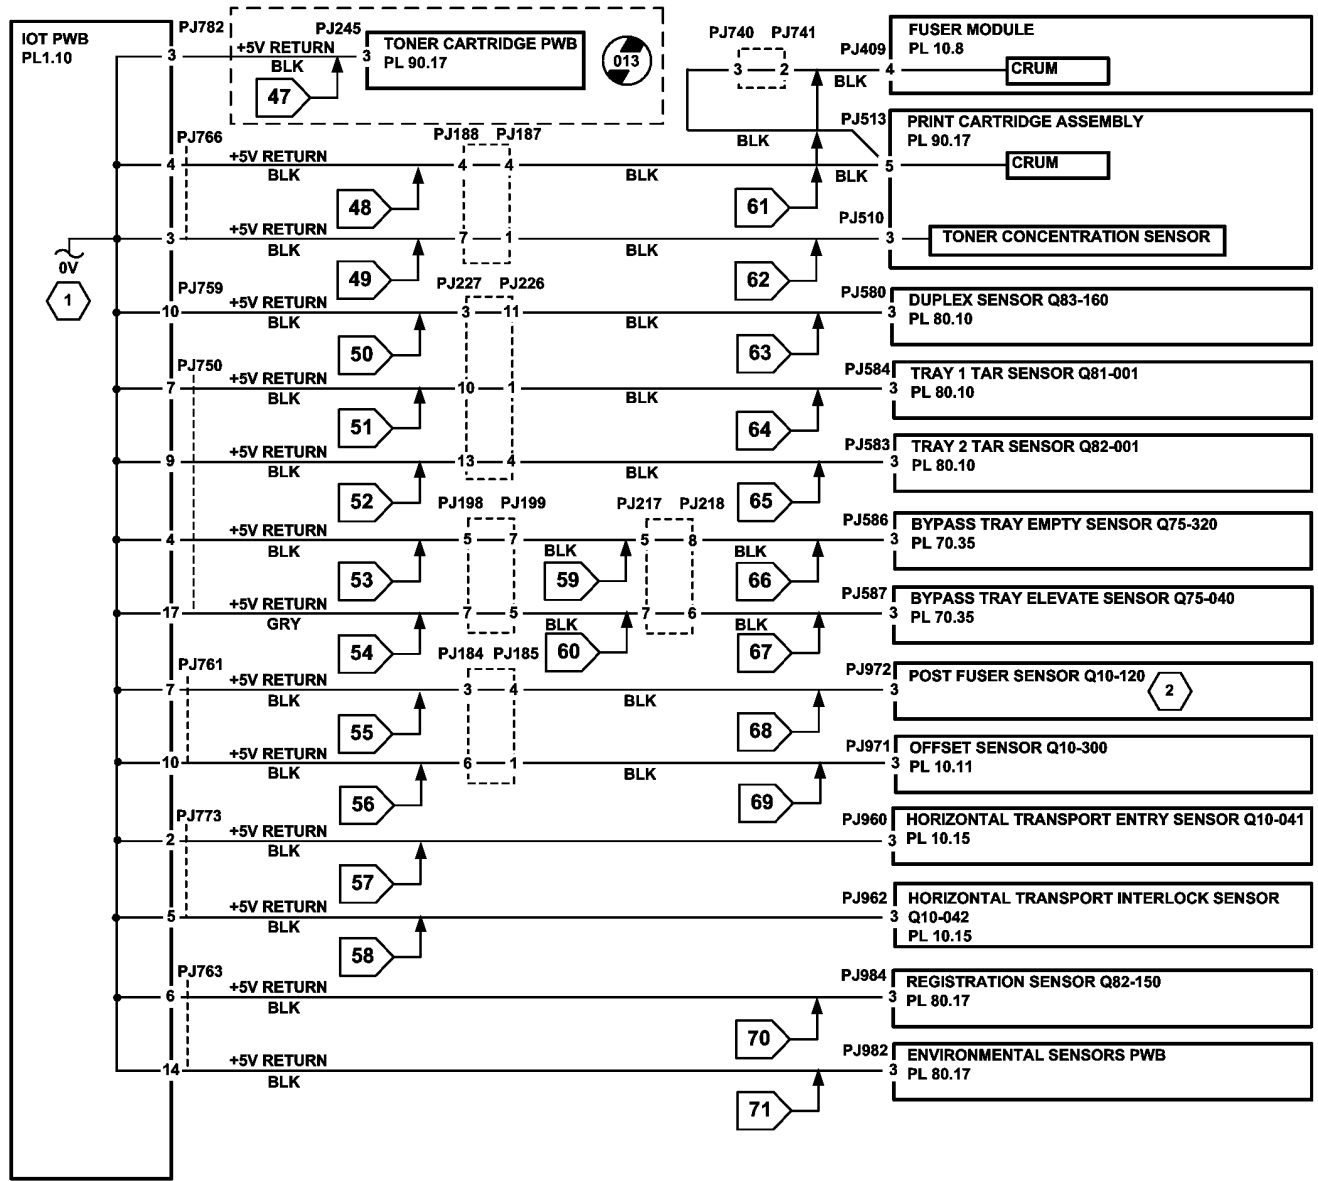 IOT PWB
PL1.10
PJ782
3
+5V RETURN
BLK
47
PJ245
3
TONER CARTRIDGE PWB
PL 90.17
013
PJ740 PJ741
3 2
PJ409
BLK
4
FUSER MODULE
PL 10.8
CRUM
PJ766
4
+5V RETURN
BLK
48
PJ188 PJ187
4 4
BLK
BLK
61
PJ513
BLK
5
PRINT CARTRIDGE ASSEMBLY
PL 90.17
CRUM
0V
1
3
+5V RETURN
BLK
49
7 1
BLK
62
PJ510
3
TONER CONCENTRATION SENSOR
PJ759
10
+5V RETURN
BLK
50
PJ227 PJ226
3 11
BLK
63
PJ580
3
DUPLEX SENSOR Q83-160
PL 80.10
PJ750
7
+5V RETURN
BLK
51
10 1
BLK
64
PJ584
3
TRAY 1 TAR SENSOR Q81-001
PL 80.10
9
+5V RETURN
BLK
52
13 4
BLK
65
PJ583
3
TRAY 2 TAR SENSOR Q82-001
PL 80.10
4
+5V RETURN
BLK
53
PJ198 PJ199
5 7
BLK
59
PJ217 PJ218
5 8
BLK
66
PJ586
3
BYPASS TRAY EMPTY SENSOR Q75-320
PL 70.35
17
+5V RETURN
GRY
54
7 5
BLK
60
7 6
BLK
67
PJ587
3
BYPASS TRAY ELEVATE SENSOR Q75-040
PL 70.35
PJ761
7
+5V RETURN
BLK
55
PJ184 PJ185
3 4
BLK
68
PJ972
3
POST FUSER SENSOR Q10-120
2
10
+5V RETURN
BLK
56
6 1
BLK
69
PJ971
3
OFFSET SENSOR Q10-300
PL 10.11
PJ773
2
+5V RETURN
BLK
57
PJ960
3
HORIZONTAL TRANSPORT ENTRY SENSOR Q10-041
PL 10.15
5
+5V RETURN
BLK
58
PJ962
3
HORIZONTAL TRANSPORT INTERLOCK SENSOR
Q10-042
PL 10.15
PJ763
6
+5V RETURN
BLK
70
PJ984
3
REGISTRATION SENSOR Q82-150
PL 80.17
14
+5V RETURN
BLK
71
PJ982
3
ENVIRONMENTAL SENSORS PWB
PL 80.17